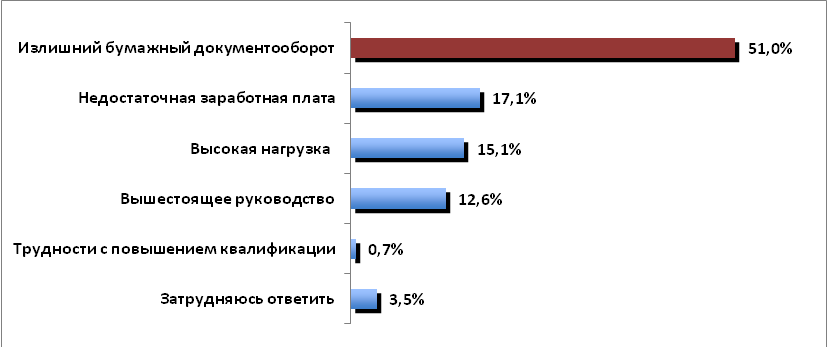 Излишний бумажный документооборот 51,0%
Недостаточная заработная плата 17,1%
Высокая нагрузка 15,1%
Вышестоящее руководство 12,6%
Трудности с повышением квалификации 0,7%
Затрудняюсь ответить 3,5%